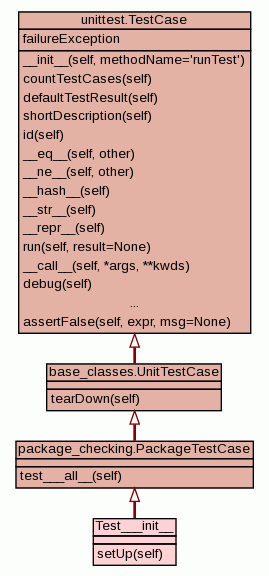 unittest.TestCase
failureException
__init__(self, methodName='runTest')
countTestCases(self)
defaultTestResult(self)
shortDescription(self)
id(self)
__eq__(self, other)
__ne__(self, other)
__hash__(self)
__str__(self)
__repr__(self)
run(self, result=None)
__call__(self, *args, **kwds)
debug(self)
...
assertFalse(self, expr, msg=None)
base_classes.UnitTestCase
tearDown(self)
package_checking.PackageTestCase
test___all__(self)
Test___init__
setUp(self)